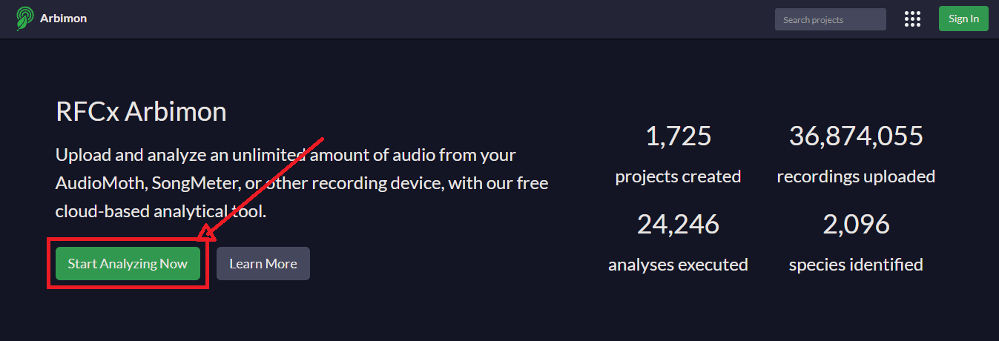 Arbimon
Search projects
Sign In
RFCx Arbimon
Upload and analyze an unlimited amount of audio from your
AudioMoth, SongMeter, or other recording device, with our free
cloud-based analytical tool.
Start Analyzing Now
Learn More
1,725
projects created
36,874,055
recordings uploaded
24,246
analyses executed
2,096
species identified